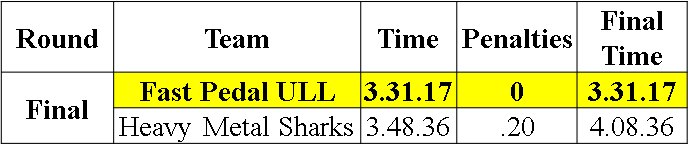 Round Team Time Penalties Final Time
Final Fast Pedal ULL 3.31.17 0 3.31.17
Heavy Metal Sharks 3.48.36 .20 4.08.36